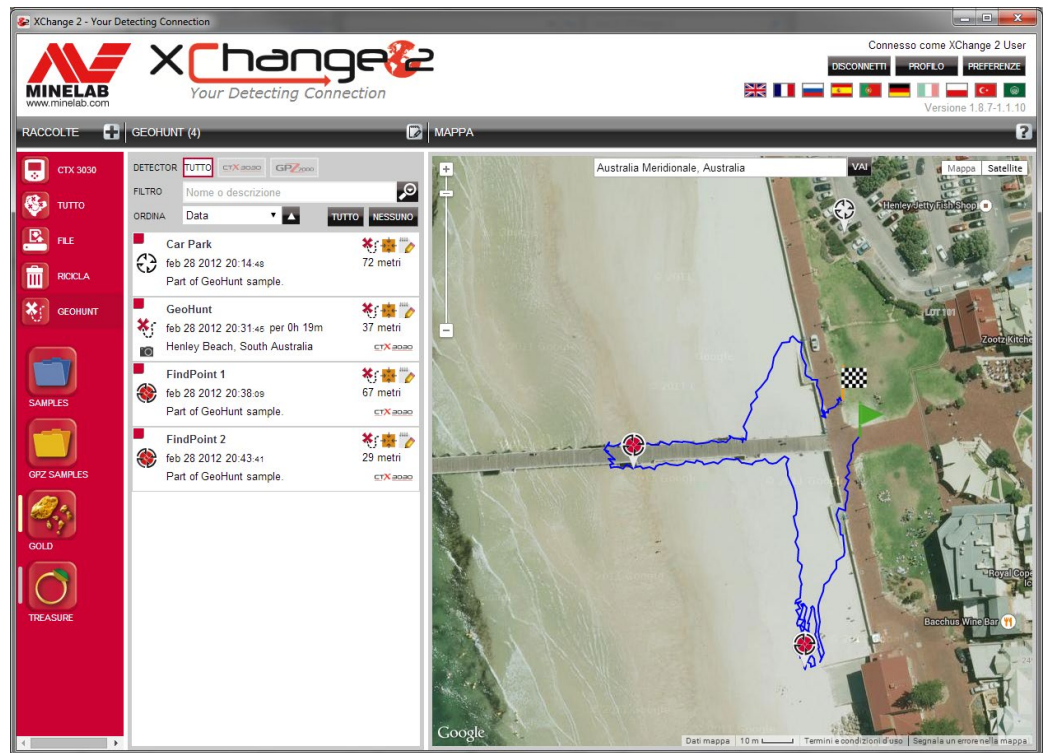 XChange 2 - Your Detecting Connection
MINELAB
www.minelab.com
XChange2
Your Detecting Connection
Connesso come XChange 2 User
DISCONNETTI PROFILO PREFERENZE
Versione 1.8.7-1.1.10
RACCOLTE
GEOHUNT (4)
MAPPA
?
CTX 3030
TUTTO
FILE
RICICLA
GEOHUNT
SAMPLES
GPZ SAMPLES
GOLD
TREASURE
DETECTOR TUTTO CTX 3030 GPZ 7000
FILTRO Nome o descrizione
ORDINA Data TUTTO NESSUNO
Car Park
feb 28 2012 20:14:48 72 metri
Part of GeoHunt sample.
GeoHunt
feb 28 2012 20:31:46 per 0h 19m 37 metri
Henley Beach, South Australia CTX 3030
FindPoint 1
feb 28 2012 20:38:09 67 metri
Part of GeoHunt sample. CTX 3030
FindPoint 2
feb 28 2012 20:43:41 29 metri
Part of GeoHunt sample. CTX 3030
Australia Meridionale, Australia VAI
Mappa Satellite
Henley Jetty Fish Shop
LOT 101
Zootz Kitche
Royal Cope
Bacchus Wine Bar
Google
Dati mappa 10 m Termini e condizioni d'uso Segnala un errore nella mappa